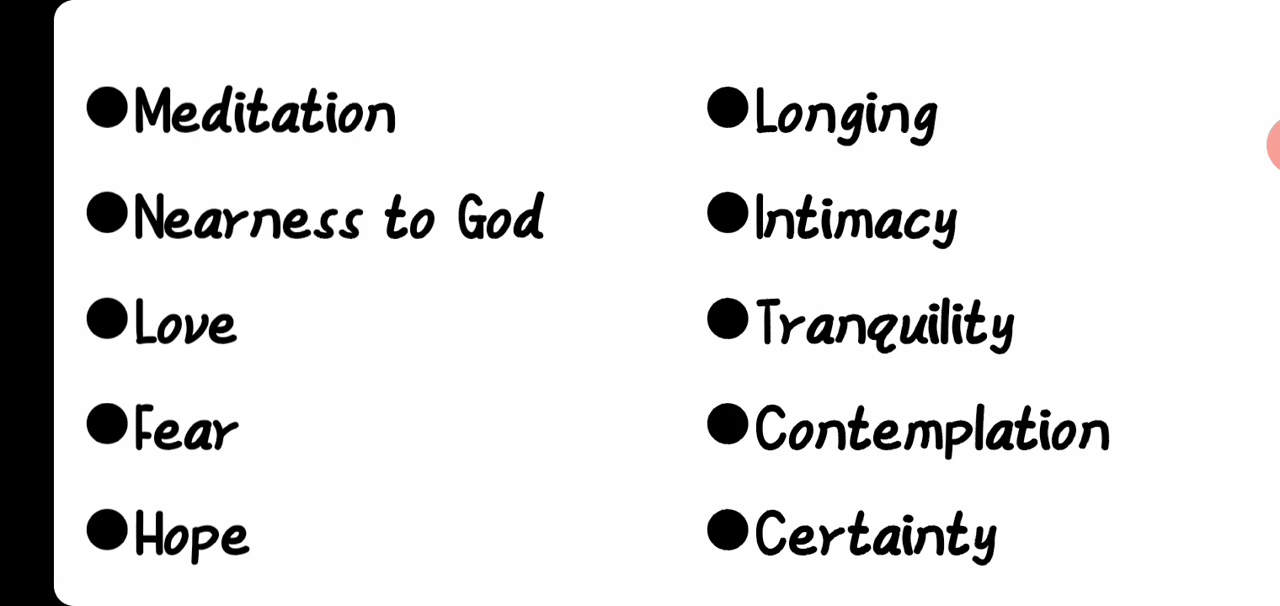 ●Meditation
●Nearness to God
●Love
●Fear
●Hope
●Longing
●Intimacy
●Tranquility
●Contemplation
●Certainty